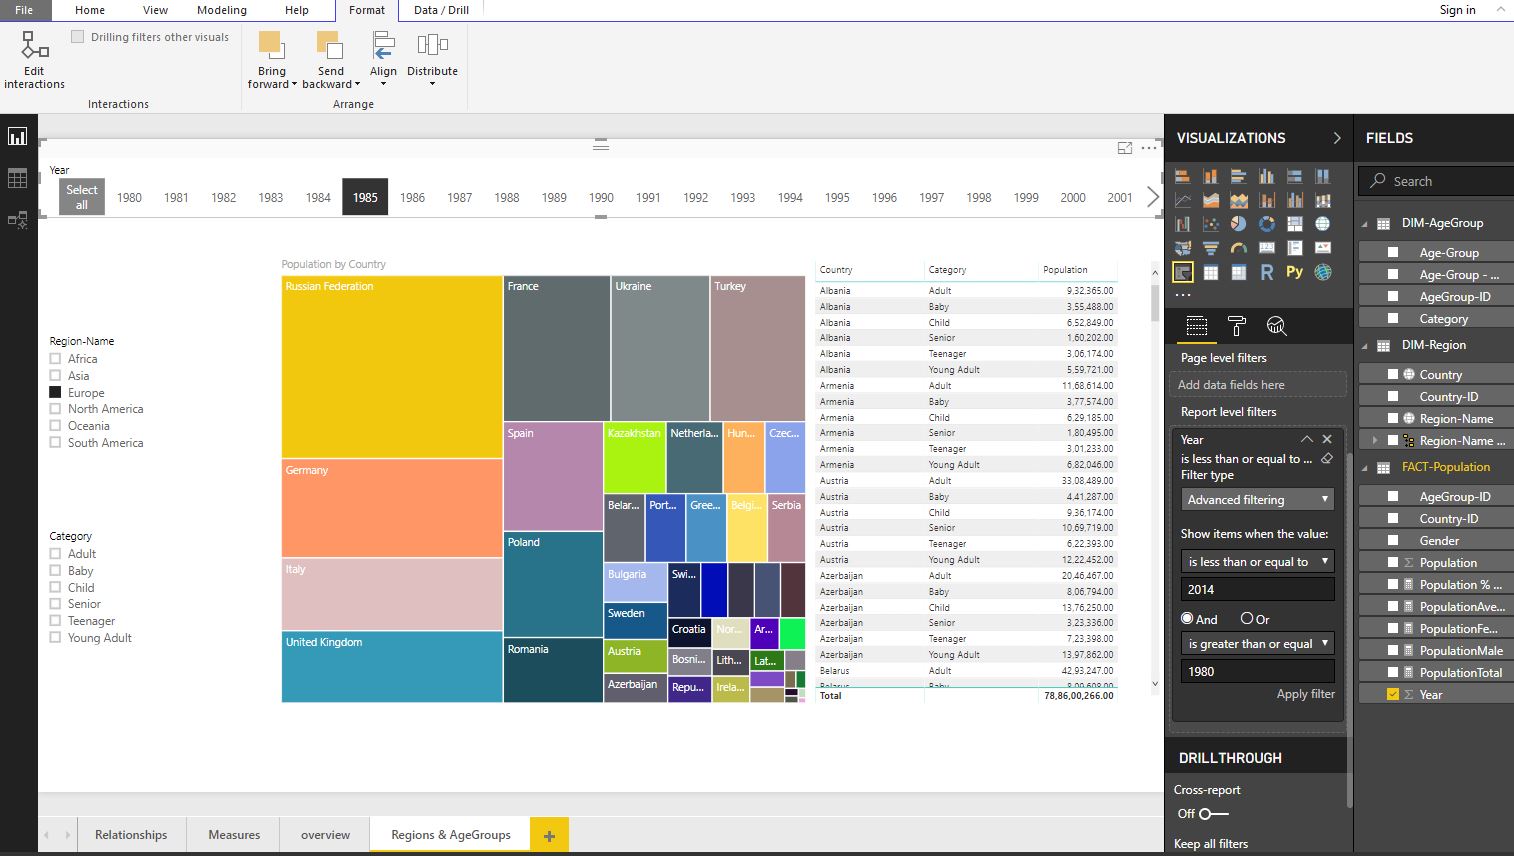 File Home View Modeling Help Format Data / Drill Sign in
Drilling filters other visuals
Edit interactions
Bring forward
Send backward
Align
Distribute
Interactions
Arrange
Year
Select all 1980 1981 1982 1983 1984 1985 1986 1987 1988 1989 1990 1991 1992 1993 1994 1995 1996 1997 1998 1999 2000 2001
Region-Name
Africa
Asia
Europe
North America
Oceania
South America
Category
Adult
Baby
Child
Senior
Teenager
Young Adult
Population by Country
Russian Federation
Germany
Italy
United Kingdom
France
Ukraine
Turkey
Spain
Poland
Romania
Kazakhstan
Netherla...
Hun...
Czec...
Belar...
Port...
Gree...
Belgi...
Serbia
Bulgaria
Sweden
Austria
Azerbaijan
Swi...
Croatia
Nor...
Ar...
Bosni...
Lith...
Lat...
Repu...
Irela...
Country Category Population
Albania Adult 9,32,365.00
Albania Baby 3,55,488.00
Albania Child 6,52,849.00
Albania Senior 1,60,202.00
Albania Teenager 3,06,174.00
Albania Young Adult 5,59,721.00
Armenia Adult 11,68,614.00
Armenia Baby 3,77,574.00
Armenia Child 6,29,185.00
Armenia Senior 1,80,495.00
Armenia Teenager 3,01,233.00
Armenia Young Adult 6,82,046.00
Austria Adult 33,08,489.00
Austria Baby 4,41,287.00
Austria Child 9,36,174.00
Austria Senior 10,69,719.00
Austria Teenager 6,22,393.00
Austria Young Adult 12,22,452.00
Azerbaijan Adult 20,46,467.00
Azerbaijan Baby 8,06,794.00
Azerbaijan Child 13,76,250.00
Azerbaijan Senior 3,23,336.00
Azerbaijan Teenager 7,23,398.00
Azerbaijan Young Adult 13,97,862.00
Belarus Adult 42,93,247.00
Belarus Baby
Total 78,86,00,266.00
VISUALIZATIONS
R Py
Page level filters
Add data fields here
Report level filters
Year
is less than or equal to ...
Filter type
Advanced filtering
Show items when the value:
is less than or equal to
2014
And Or
is greater than or equal
1980
Apply filter
DRILLTHROUGH
Cross-report
Off
Keep all filters
FIELDS
Search
DIM-AgeGroup
Age-Group
Age-Group - ...
AgeGroup-ID
Category
DIM-Region
Country
Country-ID
Region-Name
Region-Name ...
FACT-Population
AgeGroup-ID
Country-ID
Gender
Population
Population % ...
PopulationAve...
PopulationFe...
PopulationMale
PopulationTotal
Year
Relationships Measures overview Regions & AgeGroups